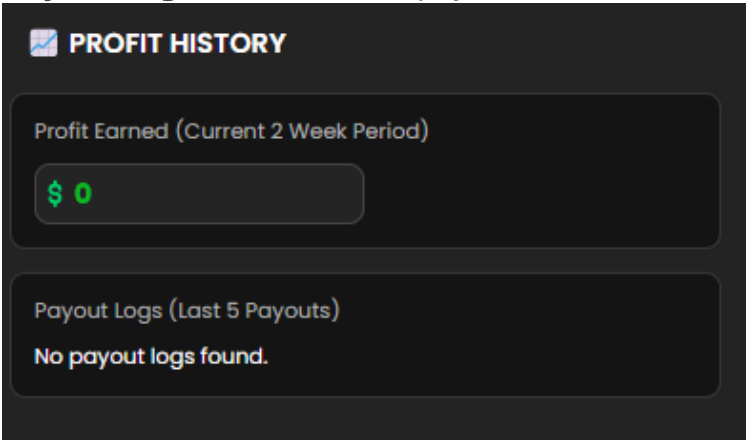 PROFIT HISTORY
Profit Earned (Current 2 Week Period)
$ 0
Payout Logs (Last 5 Payouts)
No payout logs found.